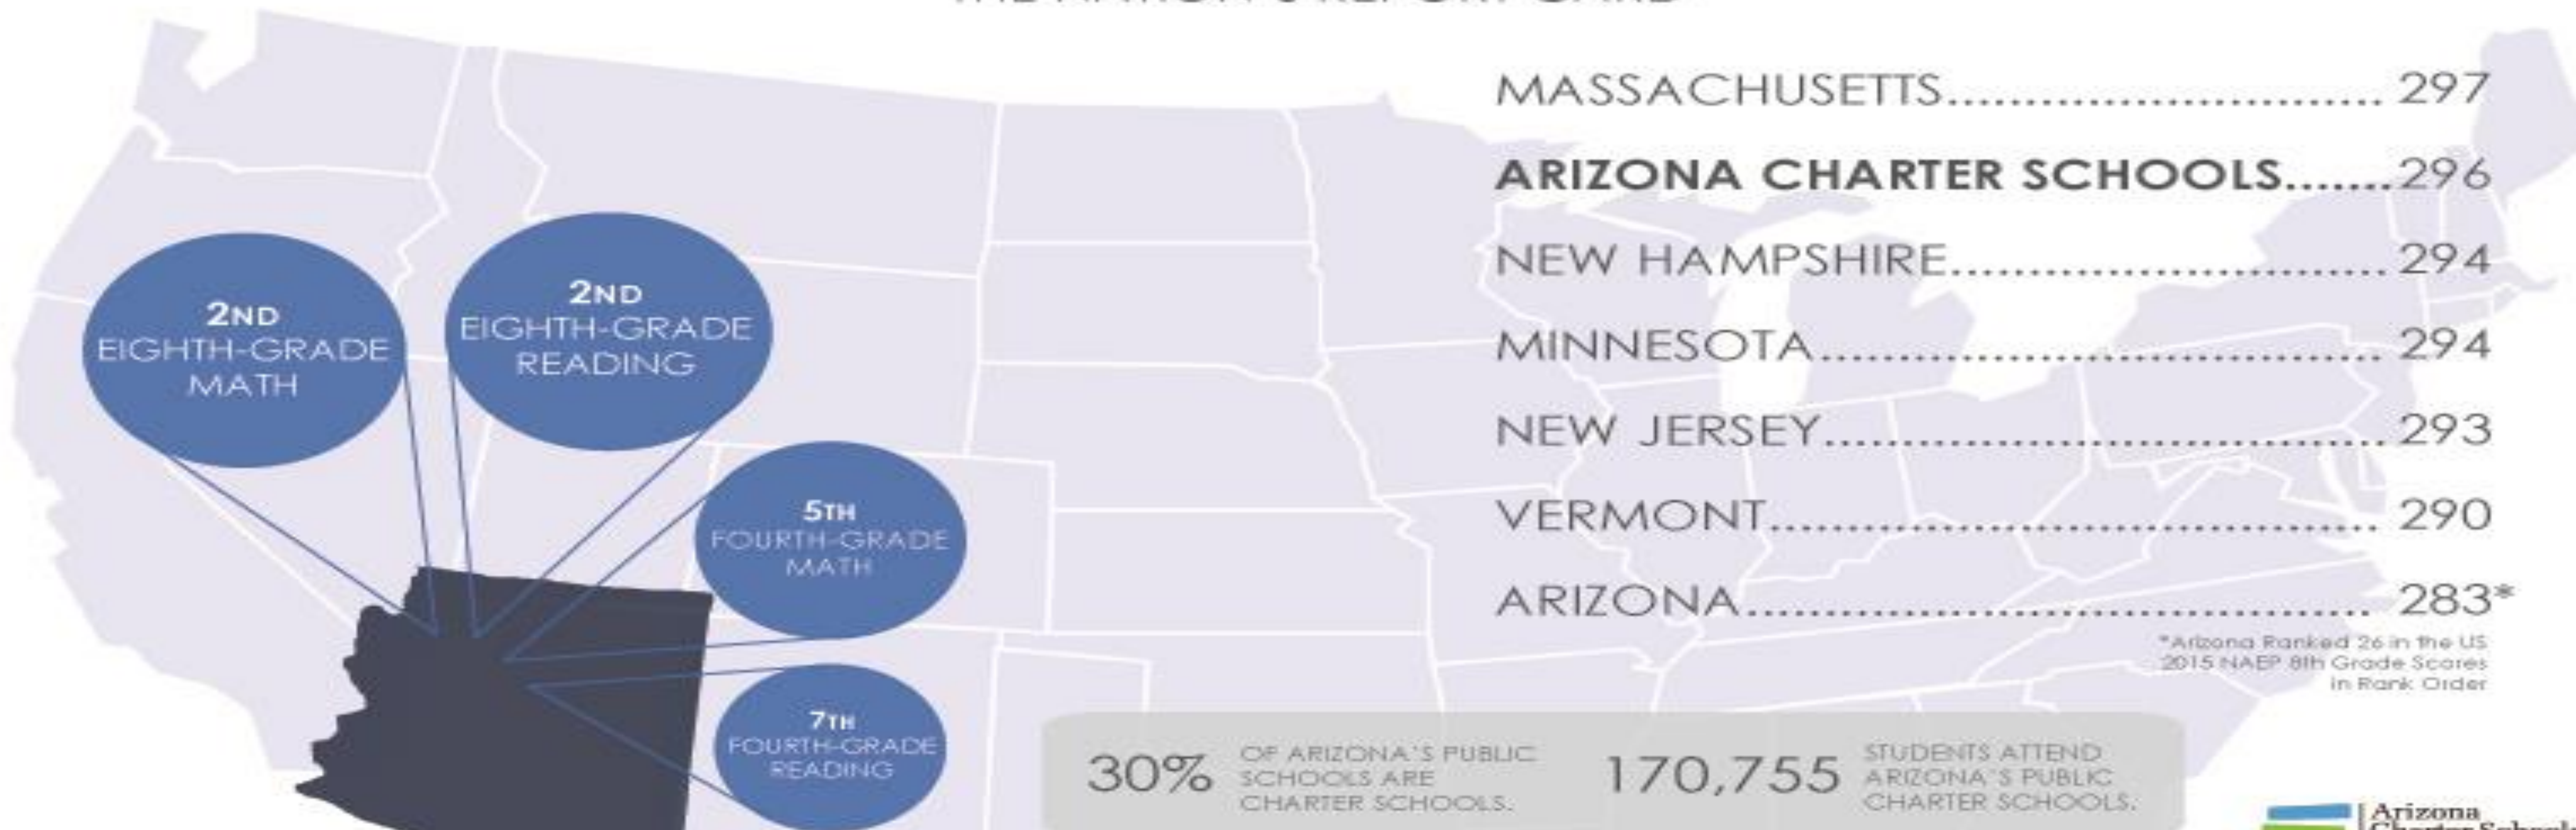 MASSACHUSETTS............................ 297
ARIZONA CHARTER SCHOOLS.......296
NEW HAMPSHIRE............................ 294
MINNESOTA.................................... 294
NEW JERSEY.................................... 293
VERMONT....................................... 290
ARIZONA........................................ 283*
*Arizona Ranked 26 in the US
2015 NAEP 8th Grade Scores
in Rank Order
2ND
EIGHTH-GRADE
MATH
2ND
EIGHTH-GRADE
READING
5TH
FOURTH-GRADE
MATH
7TH
FOURTH-GRADE
READING
30% OF ARIZONA'S PUBLIC
SCHOOLS ARE
CHARTER SCHOOLS.
170,755 STUDENTS ATTEND
ARIZONA'S PUBLIC
CHARTER SCHOOLS.
Arizona